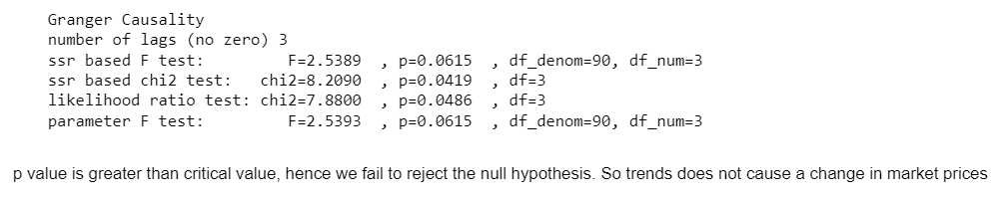 Granger Causality
number of lags (no zero) 3
ssr based F test:         F=2.5389  , p=0.0615  , df_denom=90, df_num=3
ssr based chi2 test:   chi2=8.2090  , p=0.0419  , df=3
likelihood ratio test: chi2=7.8800  , p=0.0486  , df=3
parameter F test:         F=2.5393  , p=0.0615  , df_denom=90, df_num=3
p value is greater than critical value, hence we fail to reject the null hypothesis. So trends does not cause a change in market prices